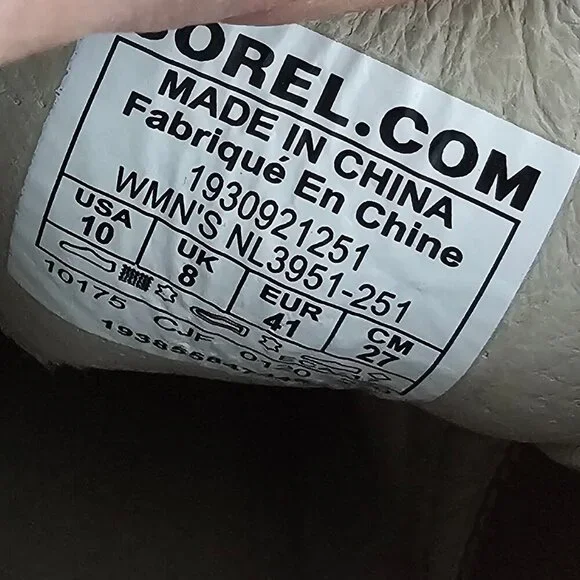 SOREL.COM
MADE IN CHINA
Fabriqué En Chine
1930921251
WMN'S NL3951-251
USA UK EUR CM
10 8 41 27
10175 CJF 0120